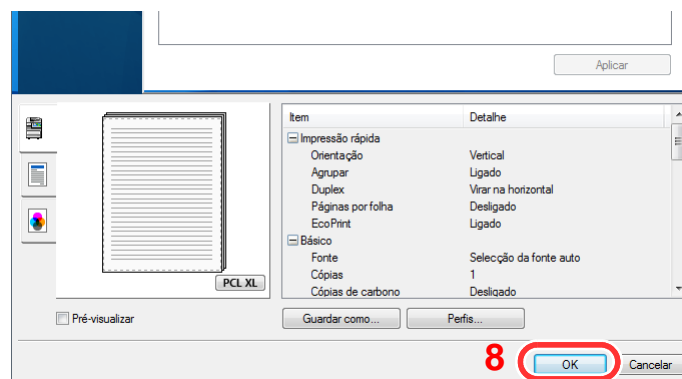 Aplicar
Item Detalhe
Impressão rápida
Orientação Vertical
Agrupar Ligado
Duplex Virar na horizontal
Páginas por folha Desligado
EcoPrint Ligado
Básico
Fonte Selecção da fonte auto
Cópias 1
Cópias de carbono Desligado
PCL XL
Pré-visualizar Guardar como... Perfis...
8 OK Cancelar